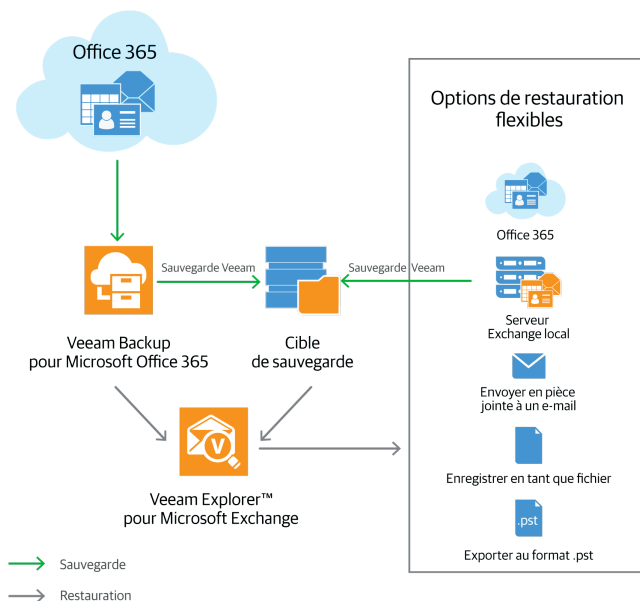 Office 365
Options de restauration
flexibles
Office 365
Sauvegarde Veeam
Sauvegarde Veeam
Serveur
Exchange local
Veeam Backup
pour Microsoft Office 365
Cible
de sauvegarde
Envoyer en pièce
jointe à un e-mail
V
Enregistrer en tant que fichier
Veeam Explorer™
pour Microsoft Exchange
.pst
Exporter au format .pst
Sauvegarde
Restauration